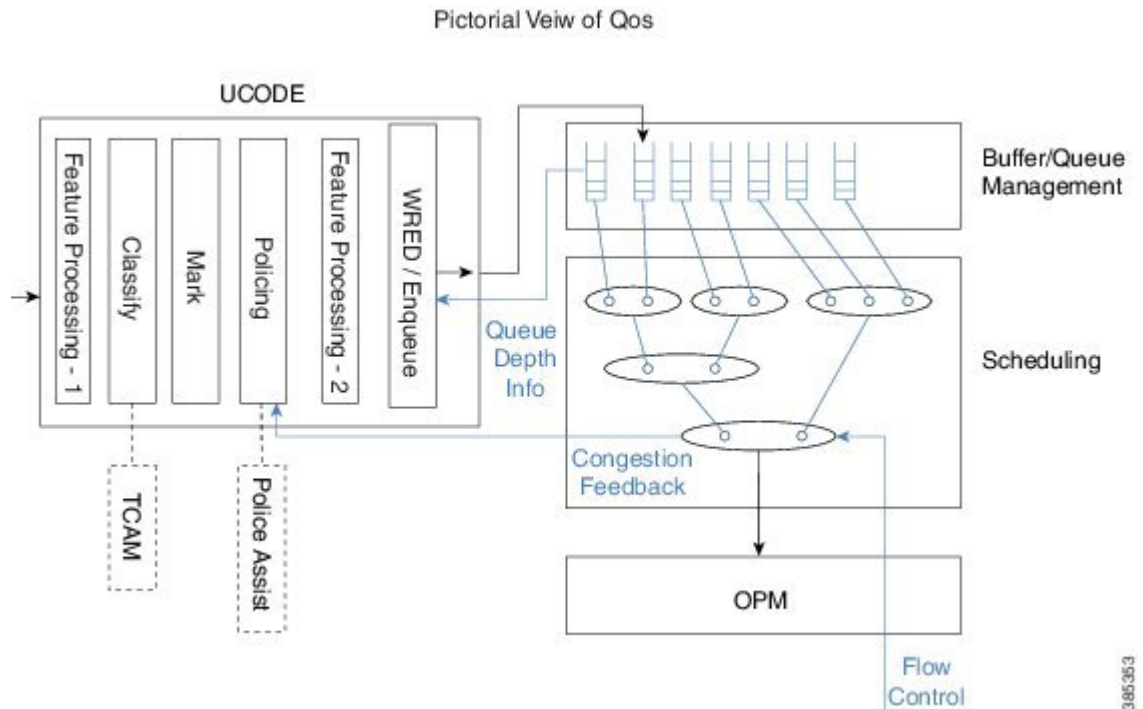 Pictorial Veiw of Qos
UCODE
Feature Processing - 1
Classify
Mark
Policing
Feature Processing - 2
WRED / Enqueue
TCAM
Police Assist
Queue
Depth
Info
Congestion
Feedback
Buffer/Queue
Management
Scheduling
OPM
Flow
Control
385353